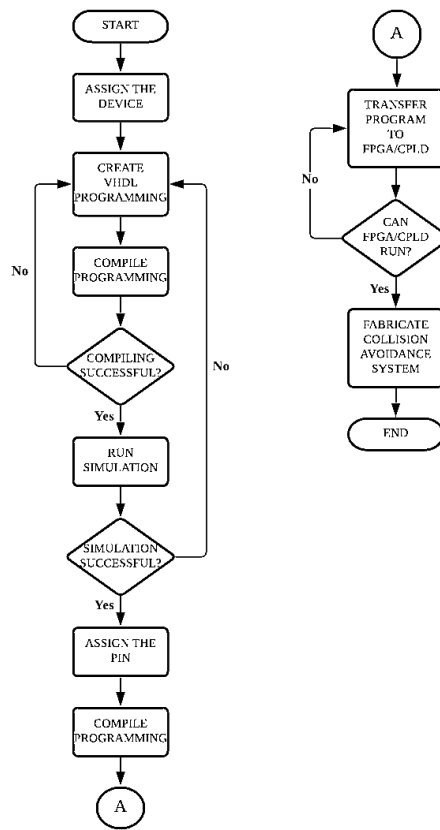 START
ASSIGN THE
DEVICE
CREATE
VHDL
PROGRAMMING
No
COMPILE
PROGRAMMING
COMPILING
SUCCESSFUL?
No
Yes
RUN
SIMULATION
SIMULATION
SUCCESSFUL?
Yes
ASSIGN THE
PIN
COMPILE
PROGRAMMING
A
A
TRANSFER
PROGRAM
TO
FPGA/CPLD
No
CAN
FPGA/CPLD
RUN?
Yes
FABRICATE
COLLISION
AVOIDANCE
SYSTEM
END